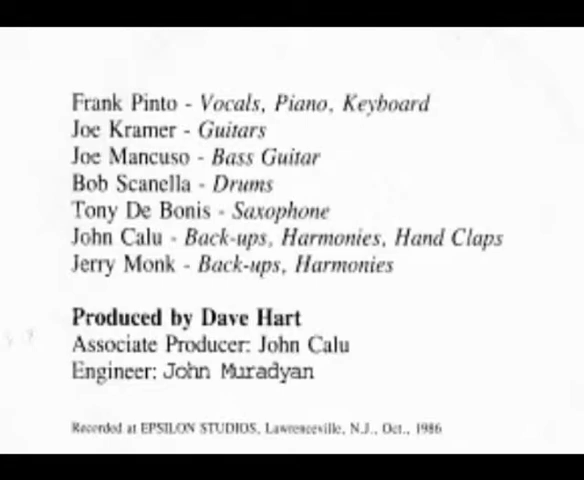 Frank Pinto - Vocals, Piano, Keyboard
Joe Kramer - Guitars
Joe Mancuso - Bass Guitar
Bob Scanella - Drums
Tony De Bonis - Saxophone
John Calu - Back-ups, Harmonies, Hand Claps
Jerry Monk - Back-ups, Harmonies
Produced by Dave Hart
Associate Producer: John Calu
Engineer: John Muradyan
Recorded at EPSILON STUDIOS, Lawrenceville, N.J., Oct., 1986